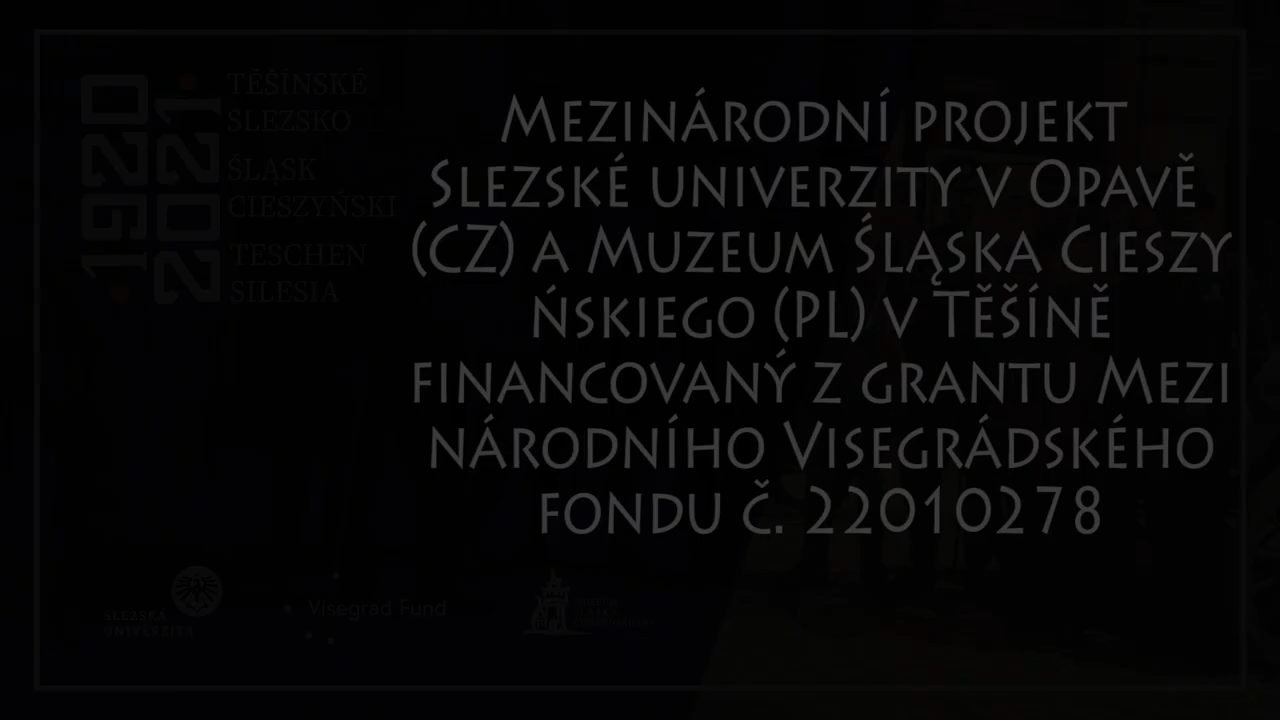 1920
2021
TĚŠÍNSKÉ
SLEZSKO
ŚLĄSK
CIESZYŃSKI
TESCHEN
SILESIA
Mezinárodní projekt
Slezské univerzity v Opavě
(CZ) a Muzeum Śląska Cieszy
ńskiego (PL) v Těšíně
financovaný z grantu Mezi
národního Visegrádského
fondu č. 22010278
SLEZSKÁ
UNIVERZITA
Visegrad Fund